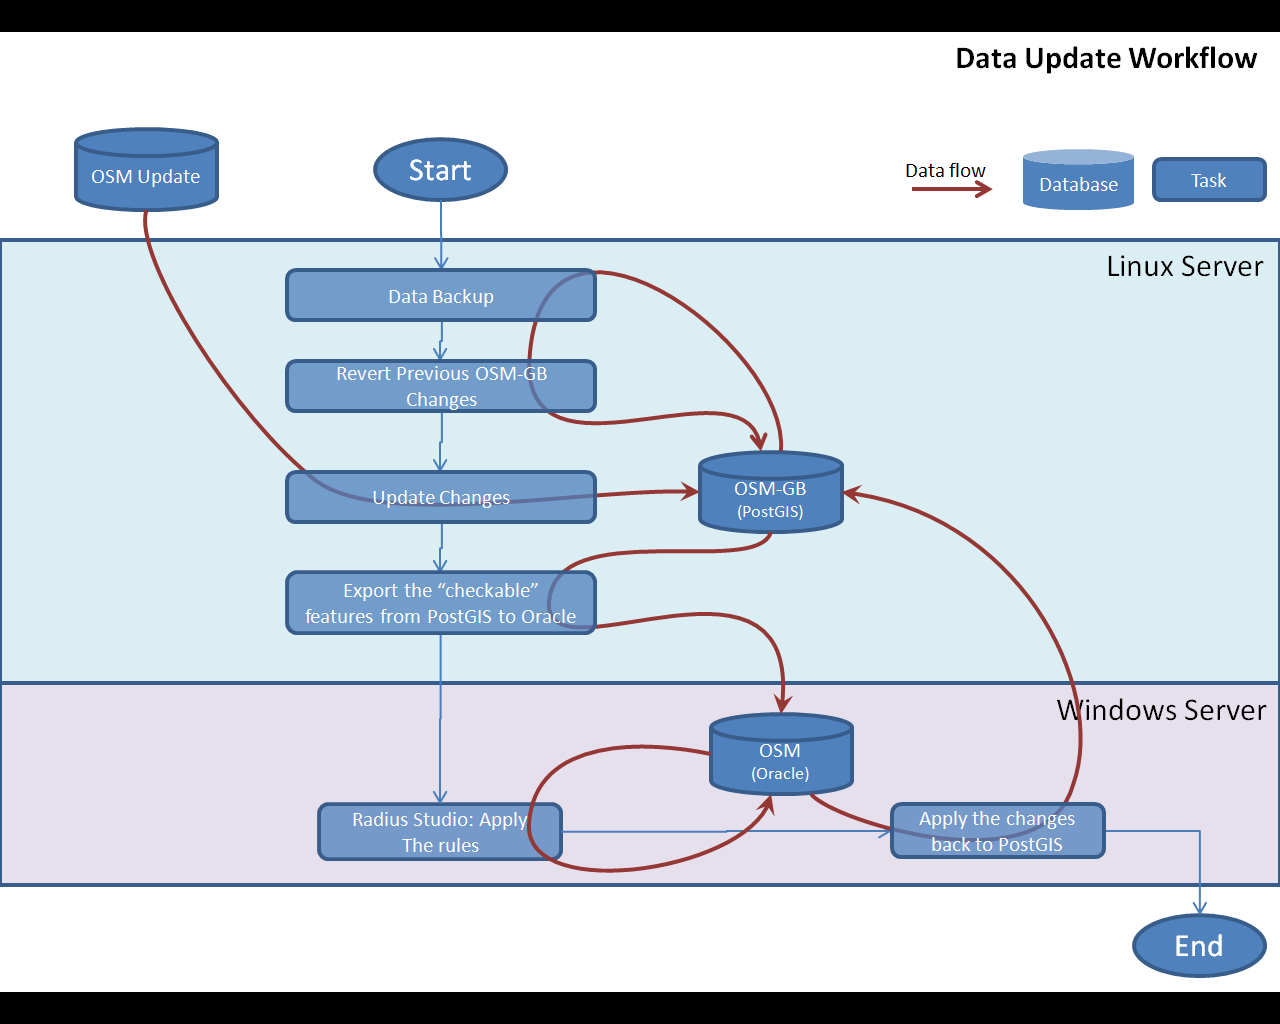 Data Update Workflow
OSM Update
Start
Data flow
Database
Task
Linux Server
Data Backup
Revert Previous OSM-GB
Changes
Update Changes
OSM-GB
(PostGIS)
Export the “checkable”
features from PostGIS to Oracle
Windows Server
OSM
(Oracle)
Radius Studio: Apply
The rules
Apply the changes
back to PostGIS
End